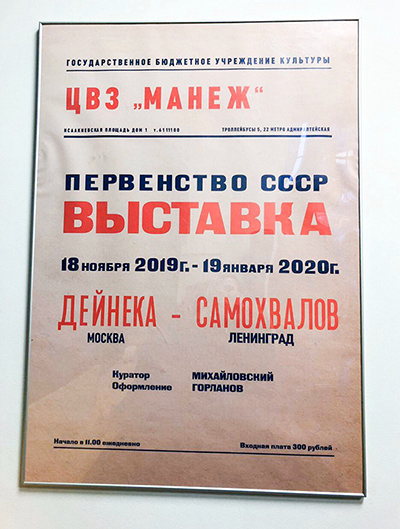 ГОСУДАРСТВЕННОЕ БЮДЖЕТНОЕ УЧРЕЖДЕНИЕ КУЛЬТУРЫ
ЦВЗ „МАНЕЖ“
ИСААКИЕВСКАЯ ПЛОЩАДЬ ДОМ 1 т.6111100 ТРОЛЛЕЙБУСЫ 5, 22 МЕТРО АДМИРАЛТЕЙСКАЯ
ПЕРВЕНСТВО СССР
ВЫСТАВКА
18 НОЯБРЯ 2019г. - 19 ЯНВАРЯ 2020г.
ДЕЙНЕКА - САМОХВАЛОВ
МОСКВА ЛЕНИНГРАД
Куратор МИХАЙЛОВСКИЙ
Оформление ГОРЛАНОВ
Начало в 11.00 ежедневно Входная плата 300 рублей